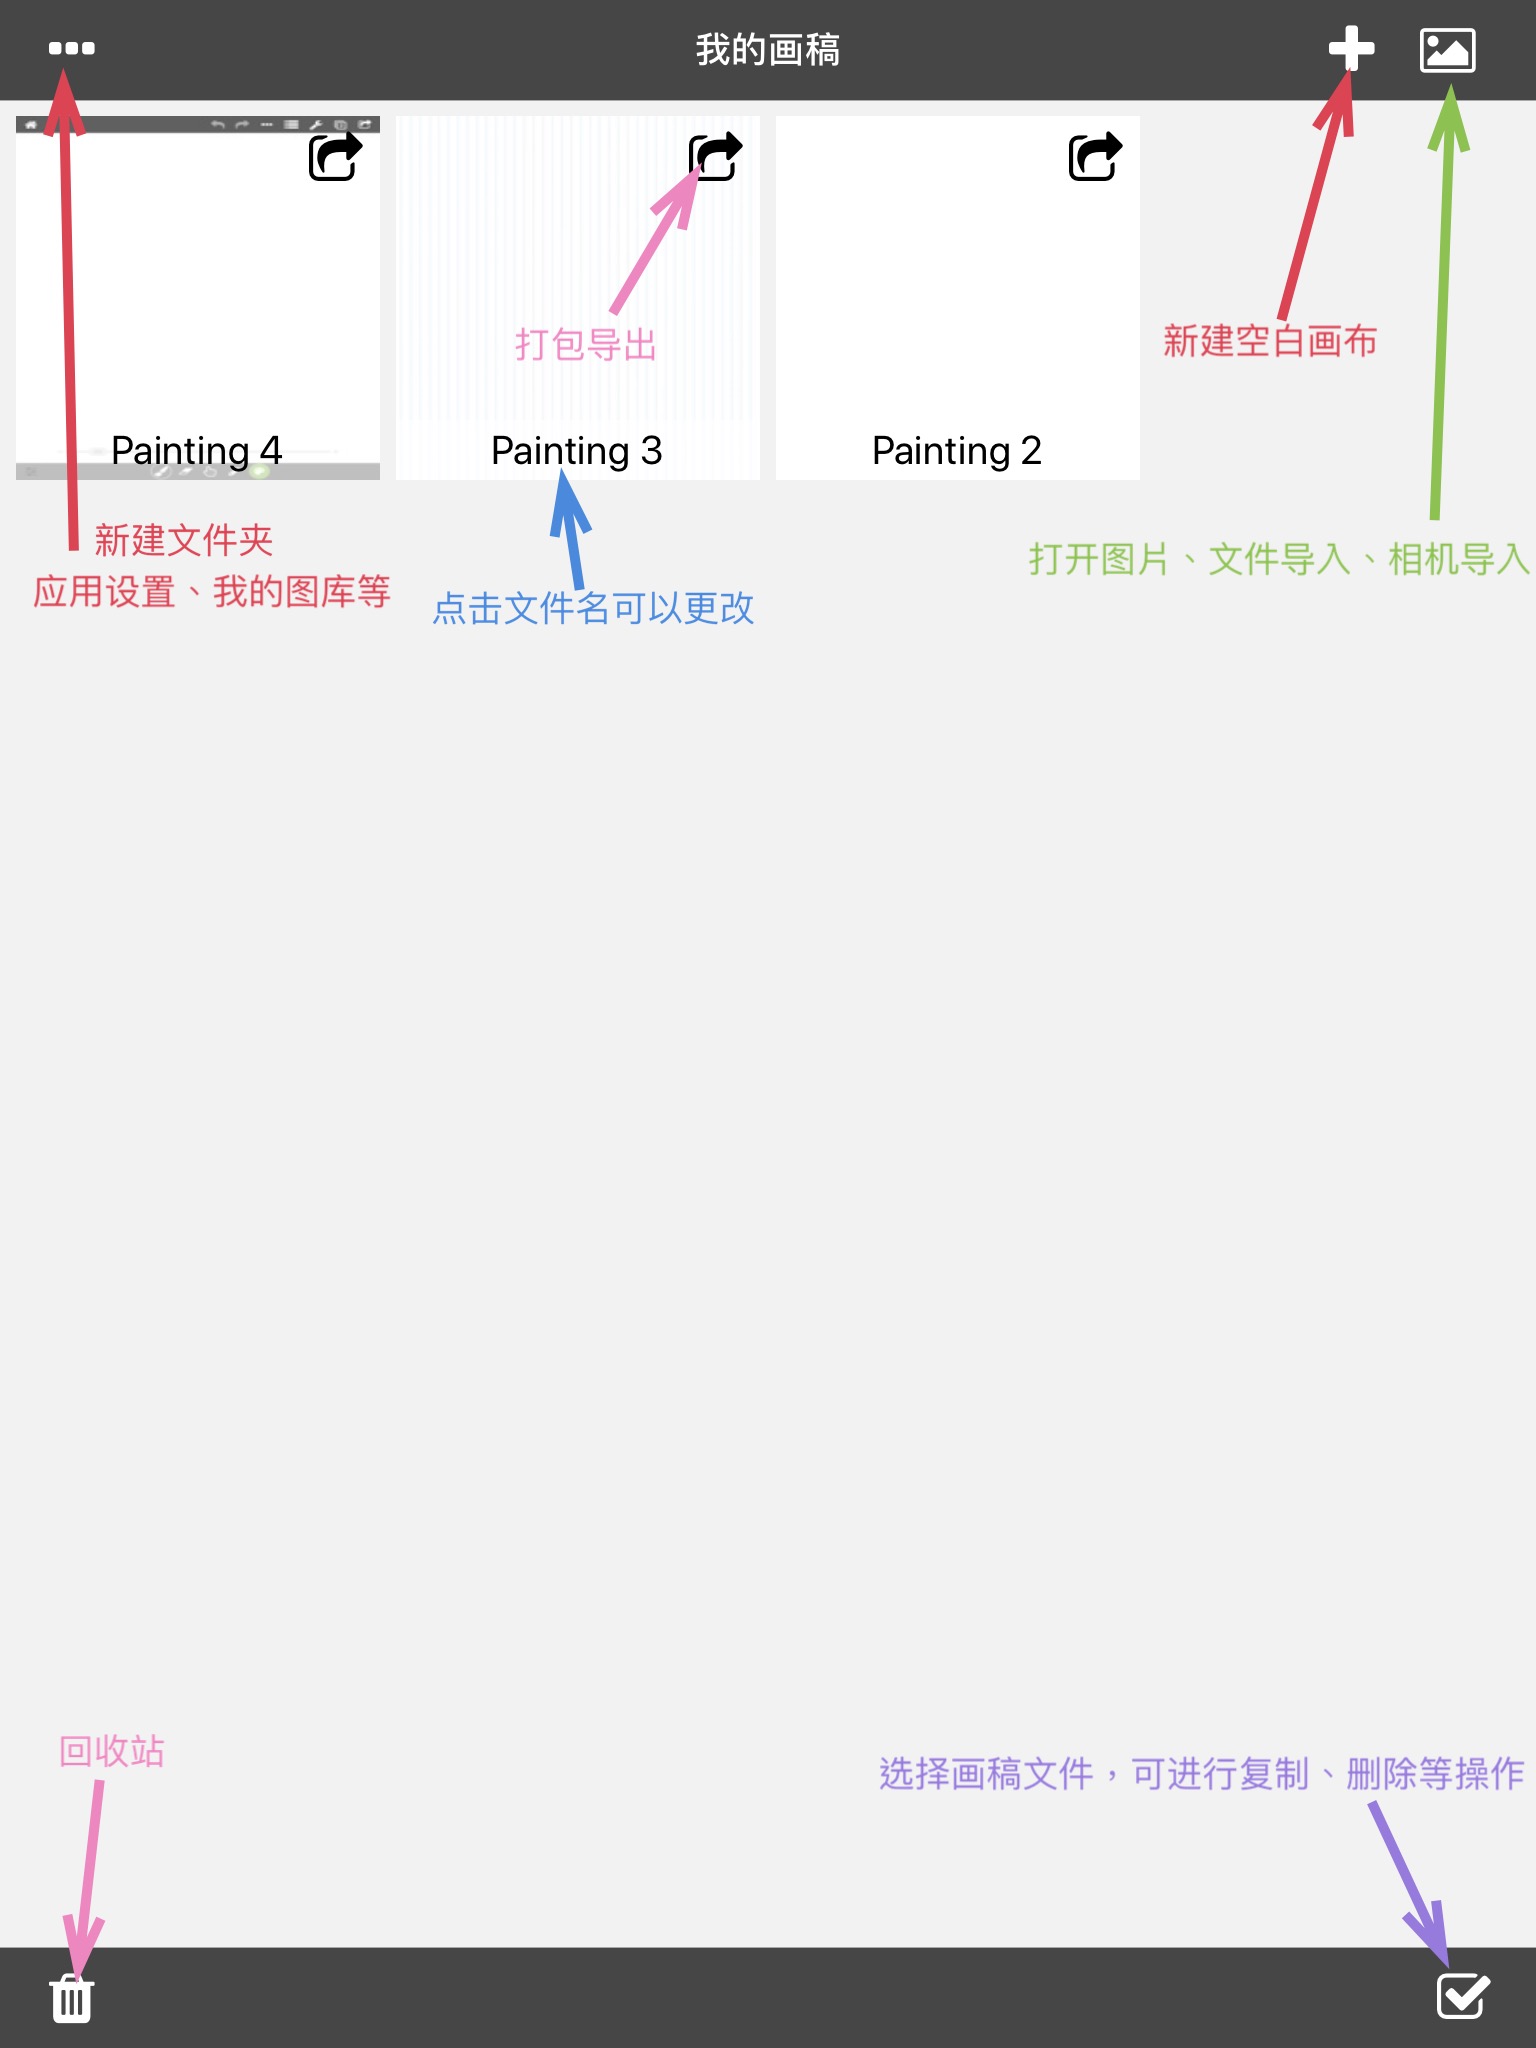 我的画稿
打包导出
新建空白画布
Painting 4
Painting 3
Painting 2
新建文件夹
应用设置、我的图库等
点击文件名可以更改
打开图片、文件导入、相机导入
回收站
选择画稿文件，可进行复制、删除等操作